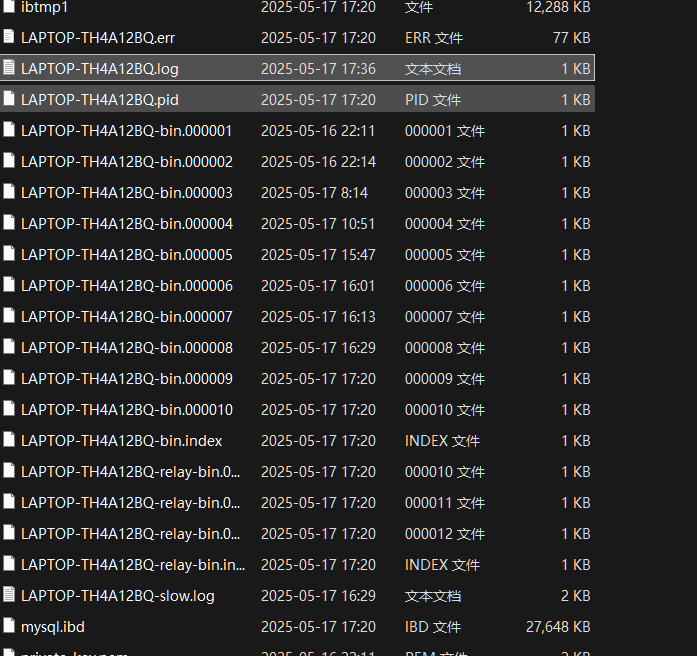 ibtmp1 2025-05-17 17:20 文件 12,288 KB
LAPTOP-TH4A12BQ.err 2025-05-17 17:20 ERR 文件 77 KB
LAPTOP-TH4A12BQ.log 2025-05-17 17:36 文本文档 1 KB
LAPTOP-TH4A12BQ.pid 2025-05-17 17:20 PID 文件 1 KB
LAPTOP-TH4A12BQ-bin.000001 2025-05-16 22:11 000001 文件 1 KB
LAPTOP-TH4A12BQ-bin.000002 2025-05-16 22:14 000002 文件 1 KB
LAPTOP-TH4A12BQ-bin.000003 2025-05-17 8:14 000003 文件 1 KB
LAPTOP-TH4A12BQ-bin.000004 2025-05-17 10:51 000004 文件 1 KB
LAPTOP-TH4A12BQ-bin.000005 2025-05-17 15:47 000005 文件 1 KB
LAPTOP-TH4A12BQ-bin.000006 2025-05-17 16:01 000006 文件 1 KB
LAPTOP-TH4A12BQ-bin.000007 2025-05-17 16:13 000007 文件 1 KB
LAPTOP-TH4A12BQ-bin.000008 2025-05-17 16:29 000008 文件 1 KB
LAPTOP-TH4A12BQ-bin.000009 2025-05-17 17:20 000009 文件 1 KB
LAPTOP-TH4A12BQ-bin.000010 2025-05-17 17:20 000010 文件 1 KB
LAPTOP-TH4A12BQ-bin.index 2025-05-17 17:20 INDEX 文件 1 KB
LAPTOP-TH4A12BQ-relay-bin.0... 2025-05-17 17:20 000010 文件 1 KB
LAPTOP-TH4A12BQ-relay-bin.0... 2025-05-17 17:20 000011 文件 1 KB
LAPTOP-TH4A12BQ-relay-bin.0... 2025-05-17 17:20 000012 文件 1 KB
LAPTOP-TH4A12BQ-relay-bin.in... 2025-05-17 17:20 INDEX 文件 1 KB
LAPTOP-TH4A12BQ-slow.log 2025-05-17 16:29 文本文档 2 KB
mysql.ibd 2025-05-17 17:20 IBD 文件 27,648 KB